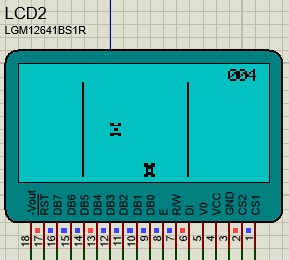 LCD2
LGM12641BS1R
004
-Vout
RST
DB7
DB6
DB5
DB4
DB3
DB2
DB1
DB0
E
R/W
DI
V0
VCC
GND
CS2
CS1
18
17
16
15
14
13
12
11
10
9
8
7
6
5
4
3
2
1